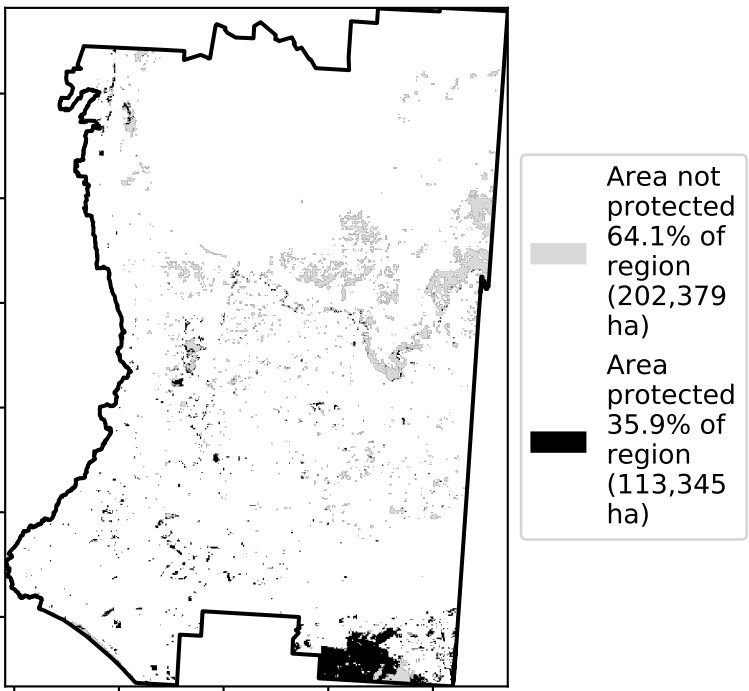 Area not
protected
64.1% of
region
(202,379
ha)
Area
protected
35.9% of
region
(113,345
ha)